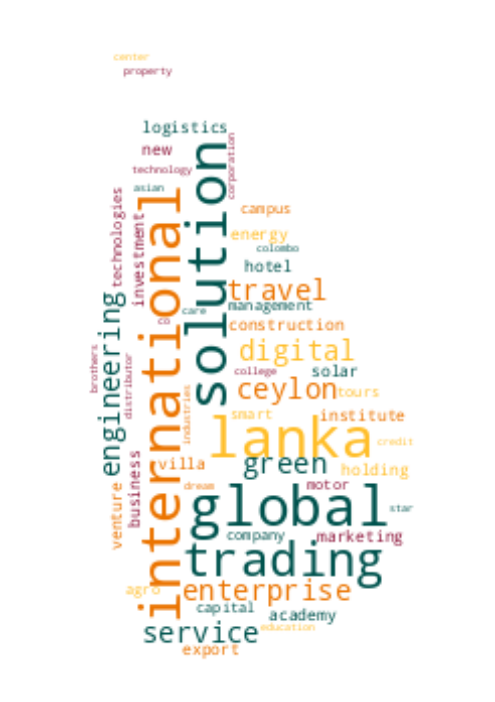 center
property
logistics
new
corporation
solution
technology
asian
technologies
investment
international
campus
energy
colombo
hotel
travel
management
care
co
construction
engineering
digital
brothers
distributor
college
solar
ceylon
tours
industries
smart
institute
lanka
credit
green
villa
holding
business
venture
dream
motor
global
star
company
marketing
trading
agro
enterprise
capital
academy
service
education
export